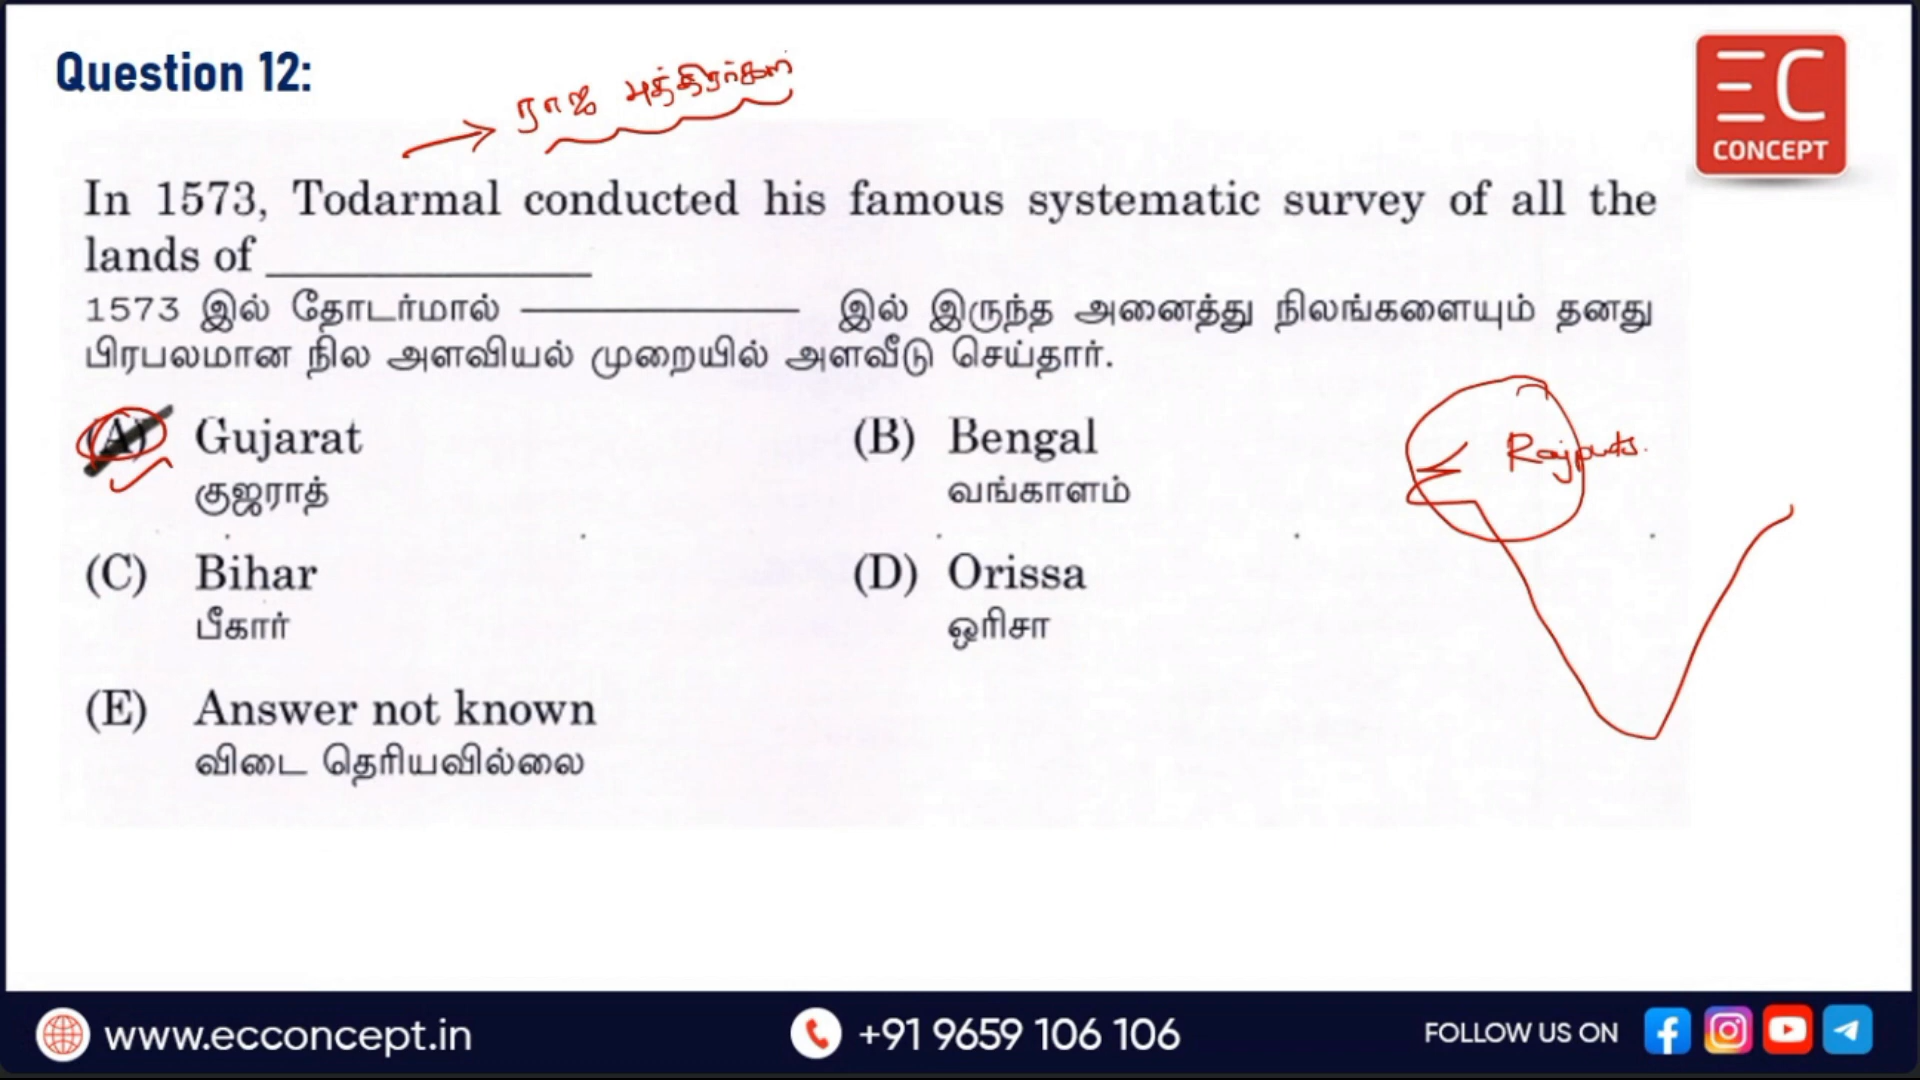 Question 12:
ராஜ புத்திரர்கள்
EC
CONCEPT
In 1573, Todarmal conducted his famous systematic survey of all the
lands of ____________
1573 இல் தோடர்மால் ———————— இல் இருந்த அனைத்து நிலங்களையும் தனது
பிரபலமான நில அளவியல் முறையில் அளவீடு செய்தார்.
(A) Gujarat
குஜராத்
(B) Bengal
வங்காளம்
Rajputs.
(C) Bihar
பீகார்
(D) Orissa
ஒரிசா
(E) Answer not known
விடை தெரியவில்லை
www.ecconcept.in
+91 9659 106 106
FOLLOW US ON